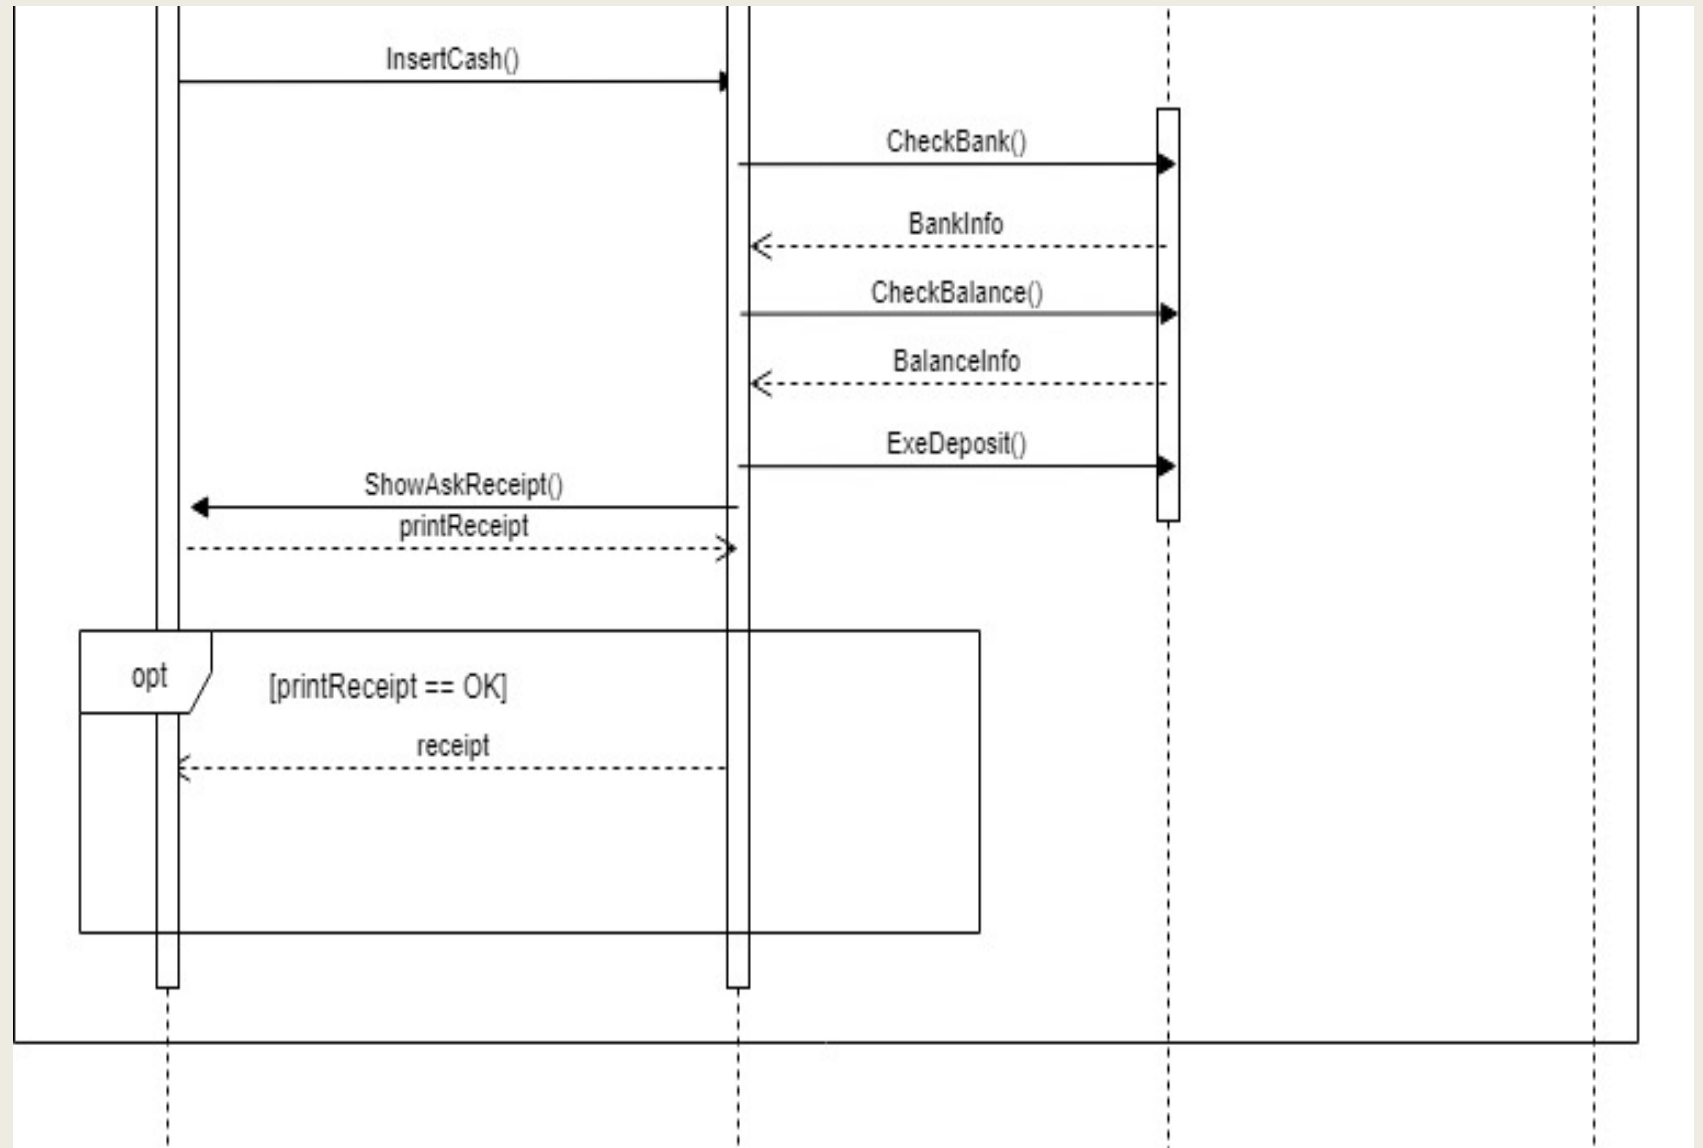 InsertCash()
CheckBank()
BankInfo
CheckBalance()
BalanceInfo
ExeDeposit()
ShowAskReceipt()
printReceipt
opt
[printReceipt == OK]
receipt